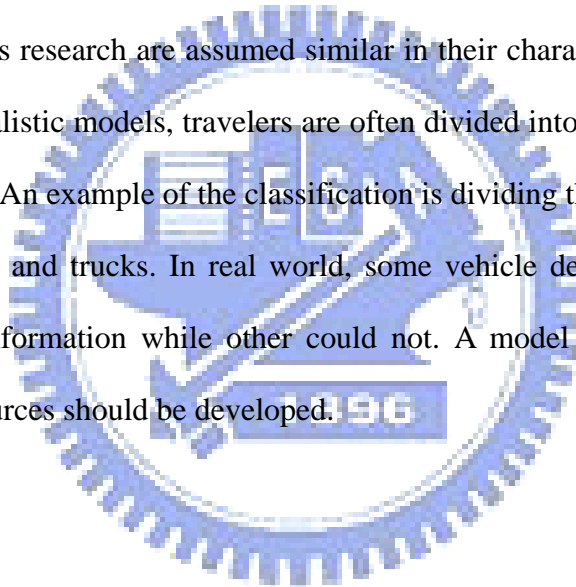 s research are assumed similar in their chara
alistic models, travelers are often divided into
An example of the classification is dividing th
and trucks. In real world, some vehicle de
formation while other could not. A model
urces should be developed.
1896